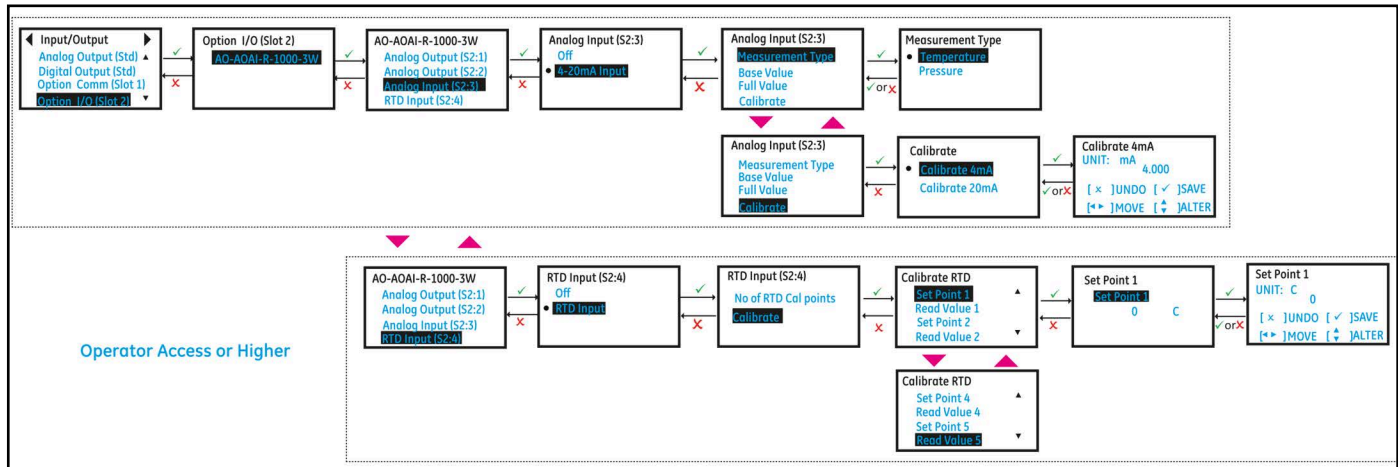 Input/Output
Analog Output (Std)
Digital Output (Std)
Option Comm (Slot 1)
Option I/O (Slot 2)
✓
x
Option I/O (Slot 2)
AO-AOAI-R-1000-3W
✓
x
AO-AOAI-R-1000-3W
Analog Output (S2:1)
Analog Output (S2:2)
Analog Input (S2:3)
RTD Input (S2:4)
✓
x
Analog Input (S2:3)
Off
• 4-20mA Input
✓
x
Analog Input (S2:3)
Measurement Type
Base Value
Full Value
Calibrate
✓
✓orx
Measurement Type
• Temperature
Pressure
Analog Input (S2:3)
Measurement Type
Base Value
Full Value
Calibrate
✓
x
Calibrate
• Calibrate 4mA
Calibrate 20mA
✓
✓orx
Calibrate 4mA
UNIT: mA
4.000
[ x ]UNDO [ ✓ ]SAVE
[◄►]MOVE [▲▼]ALTER
AO-AOAI-R-1000-3W
Analog Output (S2:1)
Analog Output (S2:2)
Analog Input (S2:3)
RTD Input (S2:4)
✓
x
RTD Input (S2:4)
Off
• RTD Input
✓
x
RTD Input (S2:4)
No of RTD Cal points
Calibrate
✓
x
Calibrate RTD
Set Point 1
Read Value 1
Set Point 2
Read Value 2
✓
x
Set Point 1
Set Point 1
0 C
✓
✓orx
Set Point 1
UNIT: C
0
[ x ]UNDO [ ✓ ]SAVE
[◄►]MOVE [▲▼]ALTER
Operator Access or Higher
Calibrate RTD
Set Point 4
Read Value 4
Set Point 5
Read Value 5